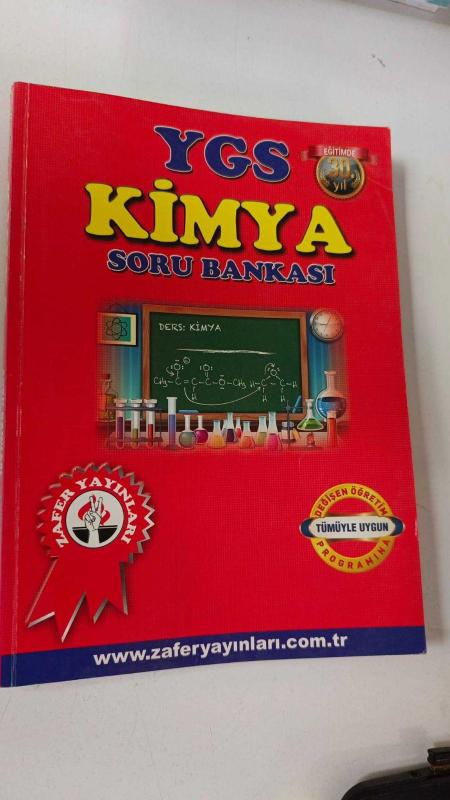 YGS
EĞİTİMDE
30.
yıl
KİMYA
SORU BANKASI
DERS: KİMYA
ZAFER YAYINLARI
DEĞİŞEN ÖĞRETİM
TÜMÜYLE UYGUN
PROGRAMINA
www.zaferyayınları.com.tr